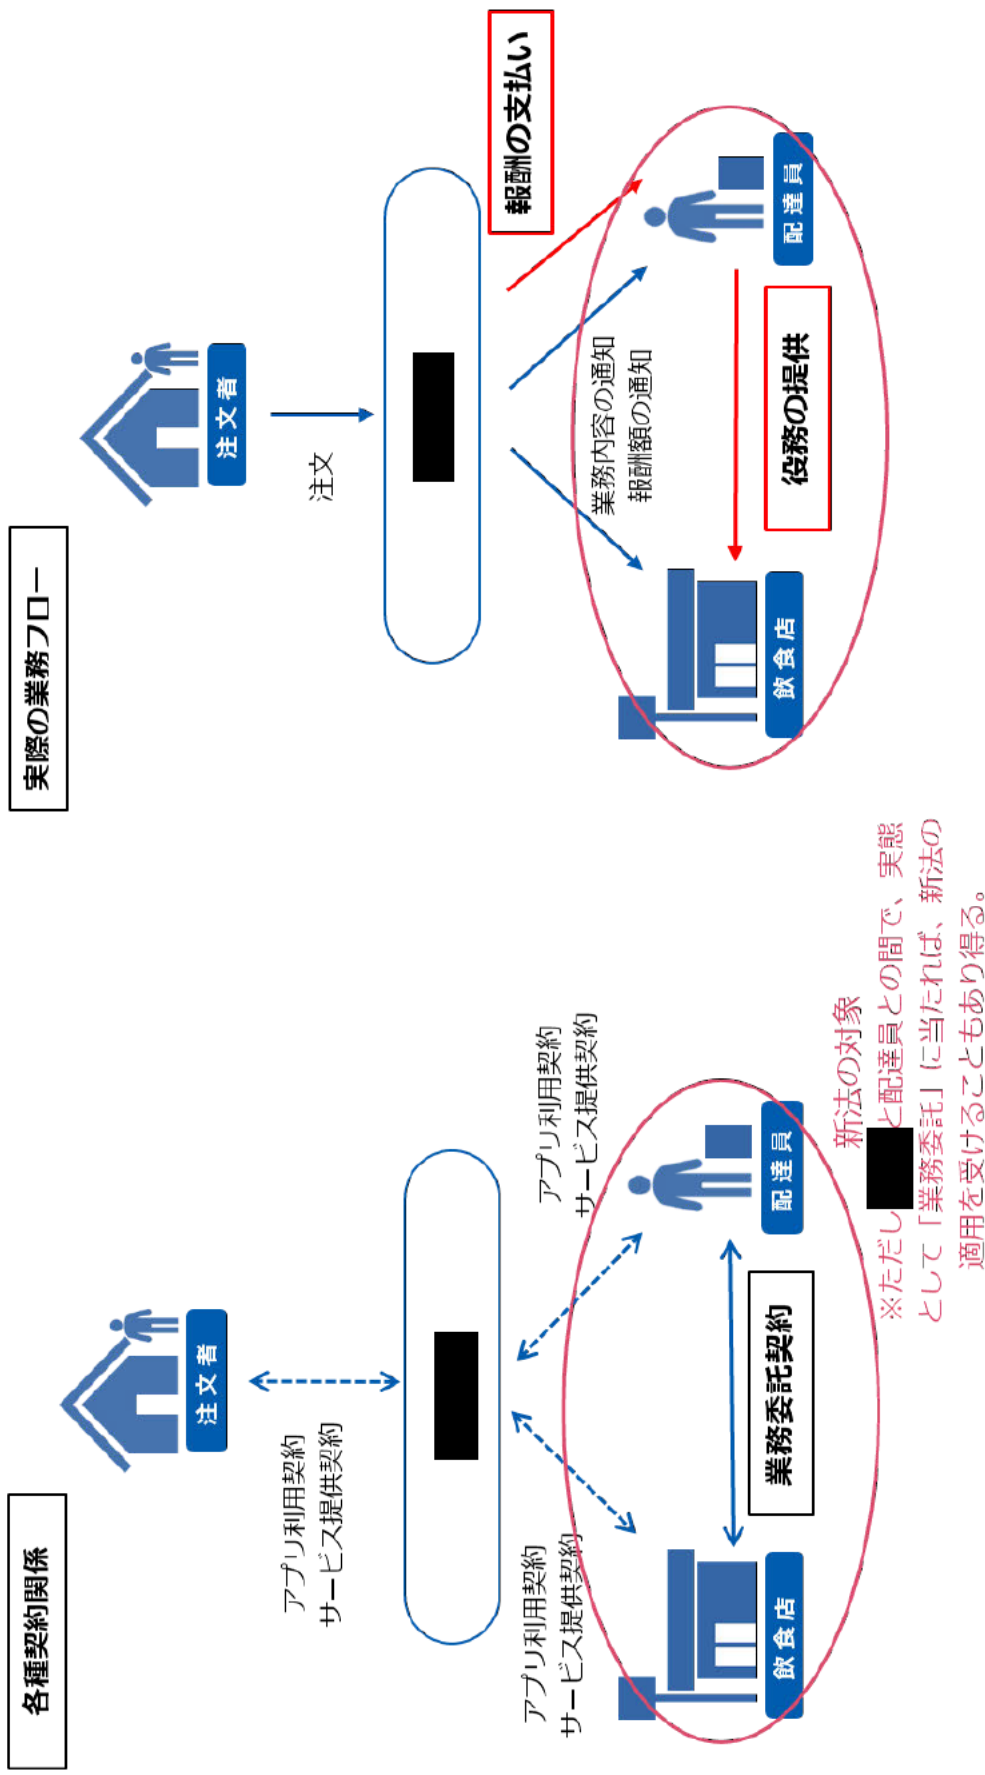 各種契約関係
注文者
アプリ利用契約
サービス提供契約
アプリ利用契約
サービス提供契約
アプリ利用契約
サービス提供契約
飲食店
配達員
業務委託契約
新法の対象
※ただし
と配達員との間で、実態
として「業務委託」に当たれば、新法の
適用を受けることもあり得る。
実際の業務フロー
注文者
注文
報酬の支払い
業務内容の通知
報酬額の通知
飲食店
配達員
役務の提供